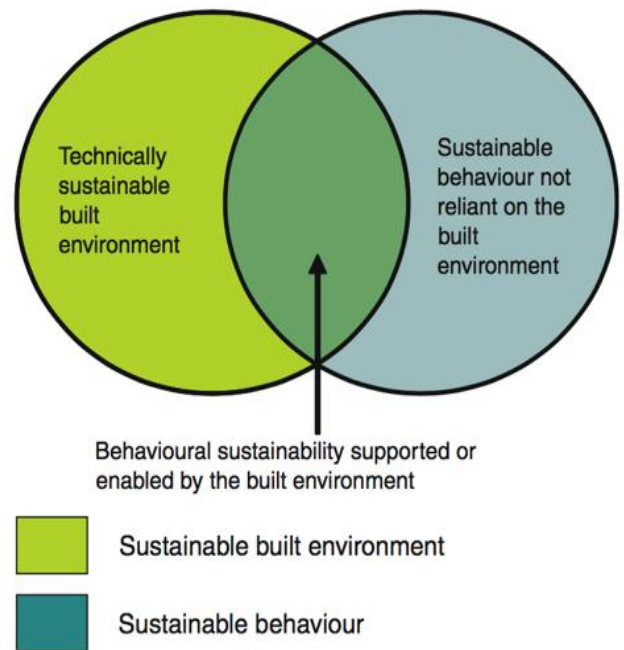 Technically
sustainable
built
environment
Sustainable
behaviour not
reliant on the
built
environment
Behavioural sustainability supported or
enabled by the built environment
Sustainable built environment
Sustainable behaviour